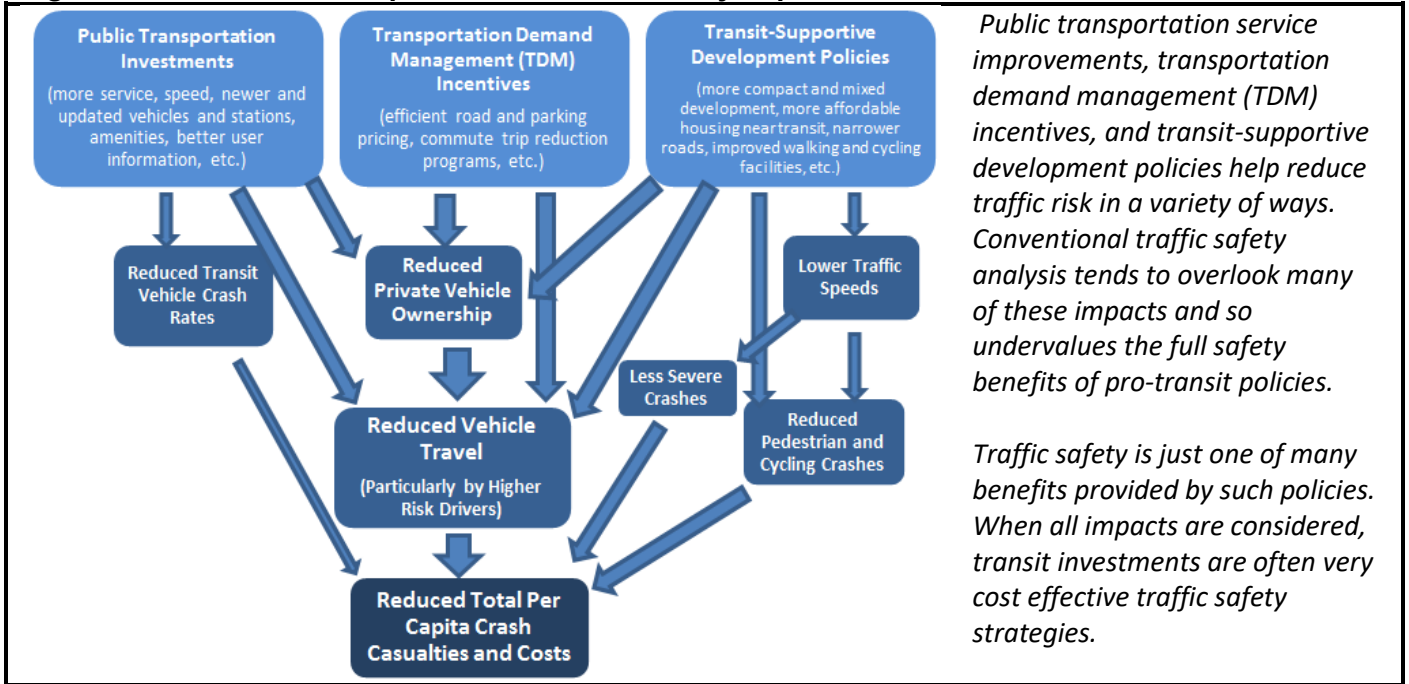 Public Transportation
Investments
(more service, speed, newer and
updated vehicles and stations,
amenities, better user
information, etc.)
Transportation Demand
Management (TDM)
Incentives
(efficient road and parking
pricing, commute trip reduction
programs, etc.)
Transit-Supportive
Development Policies
(more compact and mixed
development, more affordable
housing near transit, narrower
roads, improved walking and cycling
facilities, etc.)
Reduced Transit
Vehicle Crash
Rates
Reduced
Private Vehicle
Ownership
Lower Traffic
Speeds
Less Severe
Crashes
Reduced Vehicle
Travel
(Particularly by Higher
Risk Drivers)
Reduced
Pedestrian and
Cycling Crashes
Reduced Total Per
Capita Crash
Casualties and Costs
Public transportation service
improvements, transportation
demand management (TDM)
incentives, and transit-supportive
development policies help reduce
traffic risk in a variety of ways.
Conventional traffic safety
analysis tends to overlook many
of these impacts and so
undervalues the full safety
benefits of pro-transit policies.
Traffic safety is just one of many
benefits provided by such policies.
When all impacts are considered,
transit investments are often very
cost effective traffic safety
strategies.